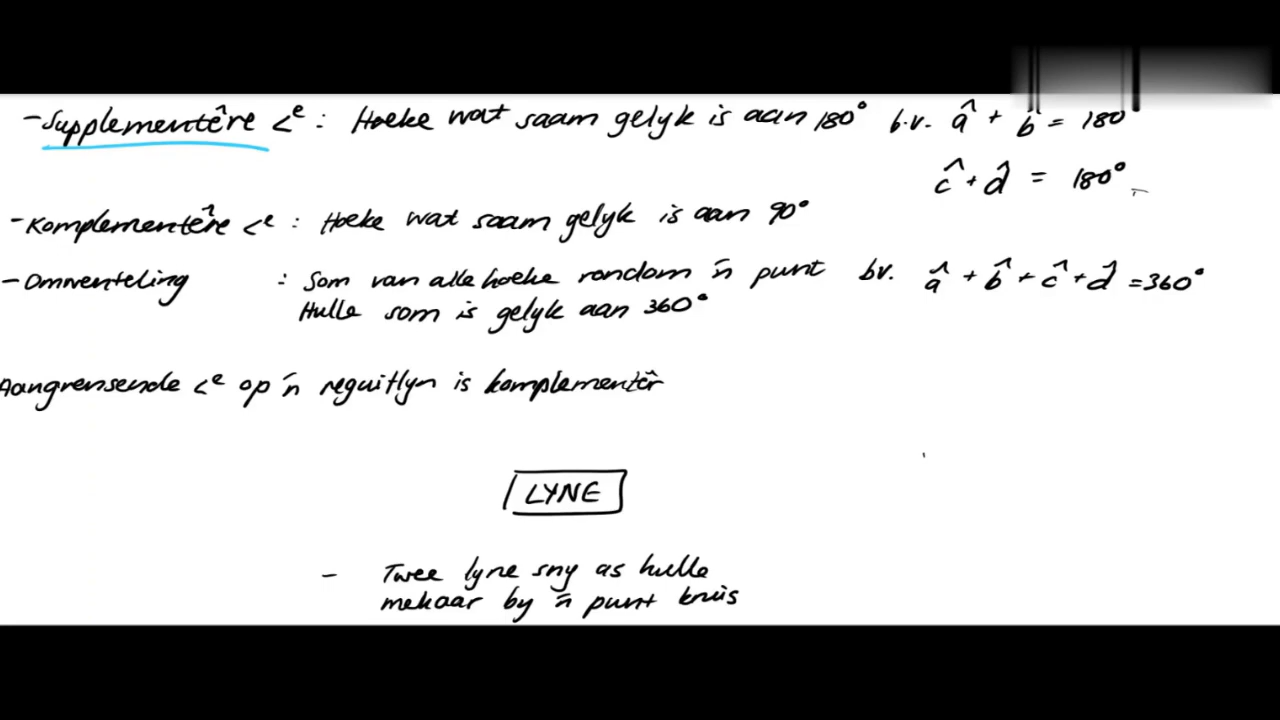 - Supplementêre <ᵉ : Hoeke wat saam gelyk is aan 180° b.v. â + b̂ = 180°
ĉ + d̂ = 180°
- Komplementêre <ᵉ : Hoeke wat saam gelyk is aan 90°
- Omwenteling : Som van alle hoeke rondom 'n punt bv. â + b̂ + ĉ + d̂ = 360°
Hulle som is gelyk aan 360°
Aangrensende <ᵉ op 'n reguitlyn is komplementêr
LYNE
- Twee lyne sny as hulle
mekaar by 'n punt kruis